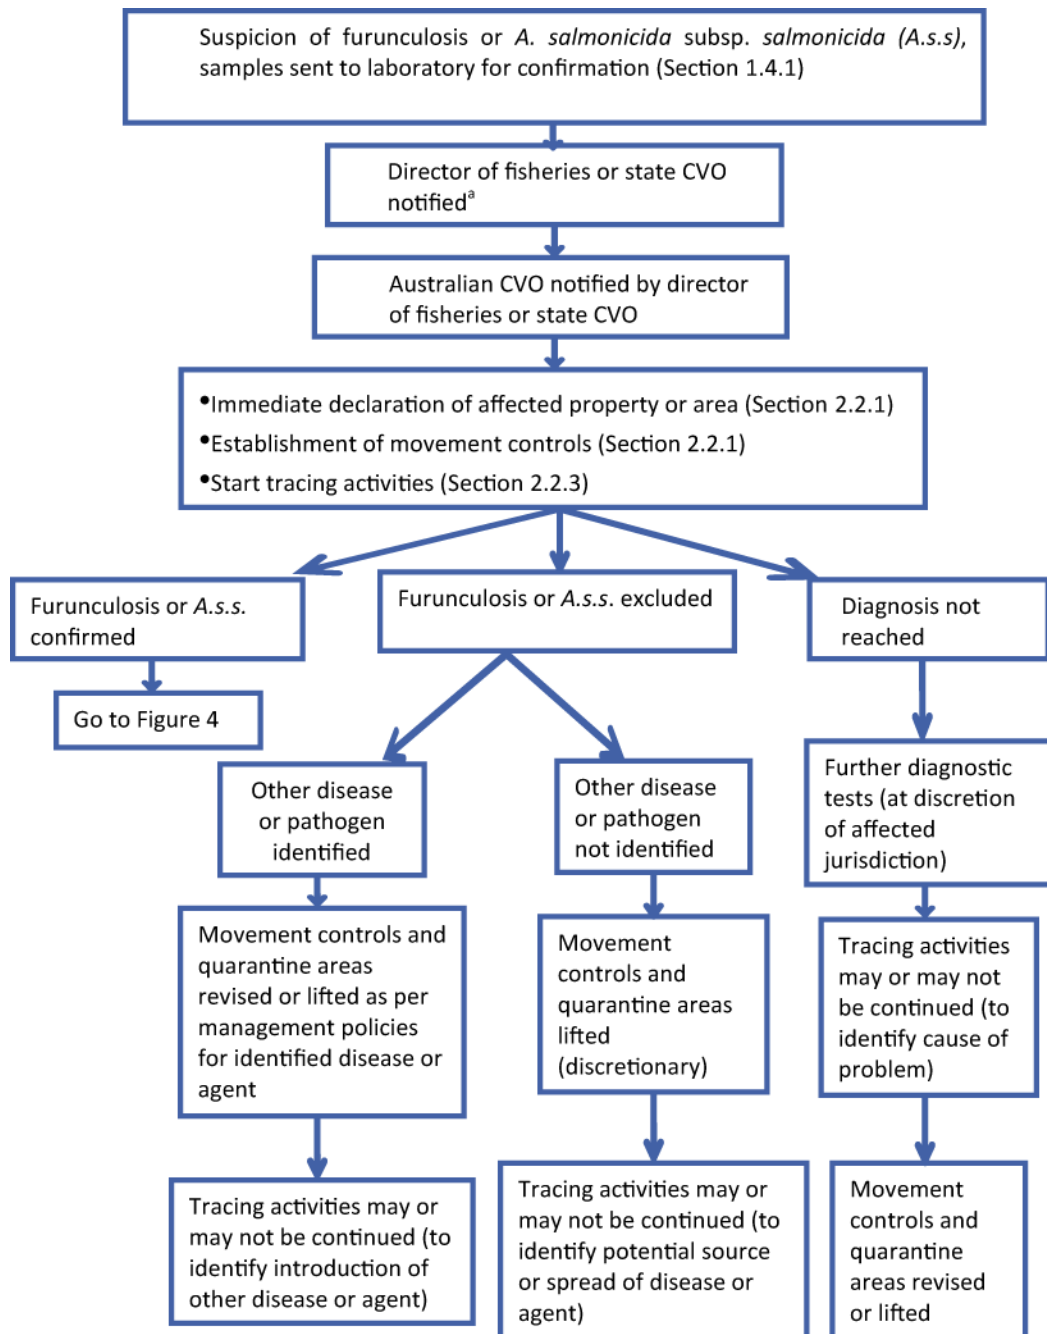 Suspicion of furunculosis or A. salmonicida subsp. salmonicida (A.s.s),
samples sent to laboratory for confirmation (Section 1.4.1)
Director of fisheries or state CVO
notifiedᵃ
Australian CVO notified by director
of fisheries or state CVO
•Immediate declaration of affected property or area (Section 2.2.1)
•Establishment of movement controls (Section 2.2.1)
•Start tracing activities (Section 2.2.3)
Furunculosis or A.s.s.
confirmed
Go to Figure 4
Furunculosis or A.s.s. excluded
Other disease
or pathogen
identified
Movement controls and
quarantine areas
revised or lifted as per
management policies
for identified disease or
agent
Tracing activities may or
may not be continued (to
identify introduction of
other disease or agent)
Other disease
or pathogen
not identified
Movement
controls and
quarantine areas
lifted
(discretionary)
Tracing activities may or
may not be continued (to
identify potential source
or spread of disease or
agent)
Diagnosis not
reached
Further diagnostic
tests (at discretion
of affected
jurisdiction)
Tracing activities
may or may not
be continued (to
identify cause of
problem)
Movement
controls and
quarantine
areas revised
or lifted